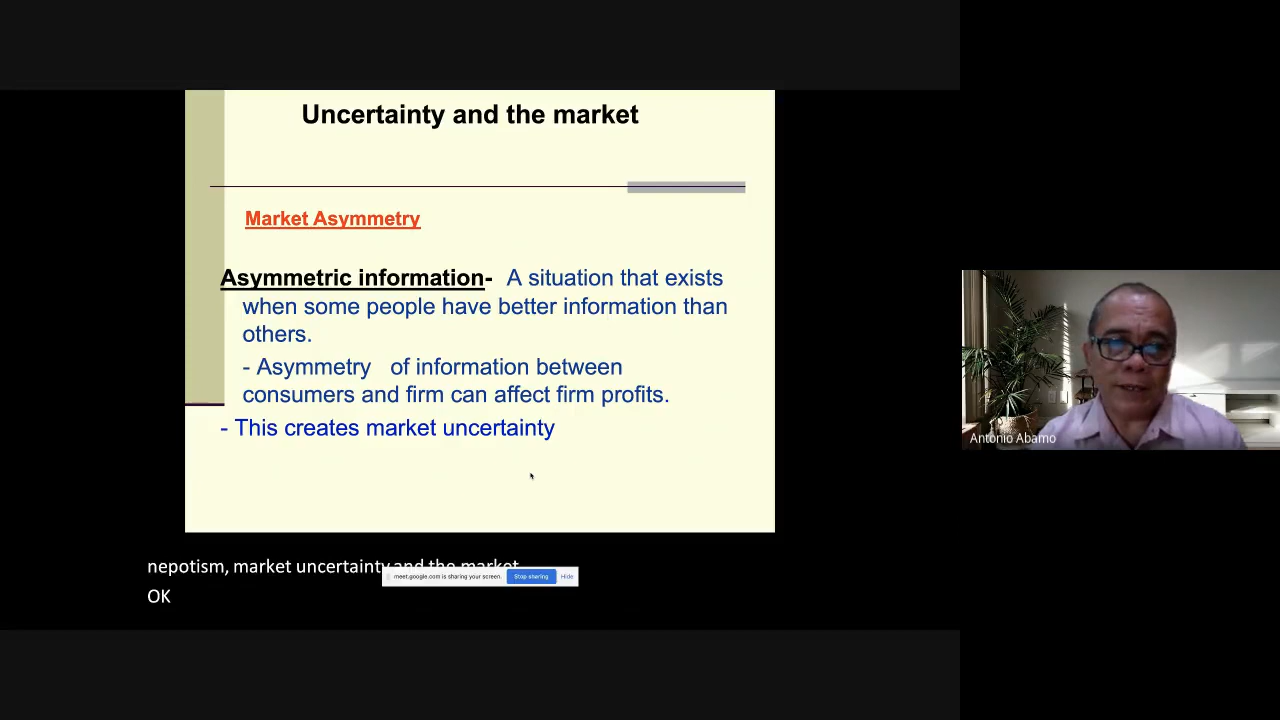 Uncertainty and the market
Market Asymmetry
Asymmetric information- A situation that exists
when some people have better information than
others.
- Asymmetry of information between
consumers and firm can affect firm profits.
- This creates market uncertainty
Antonio Abamo
nepotism, market uncertainty and the market
OK
meet.google.com is sharing your screen. Stop sharing Hide